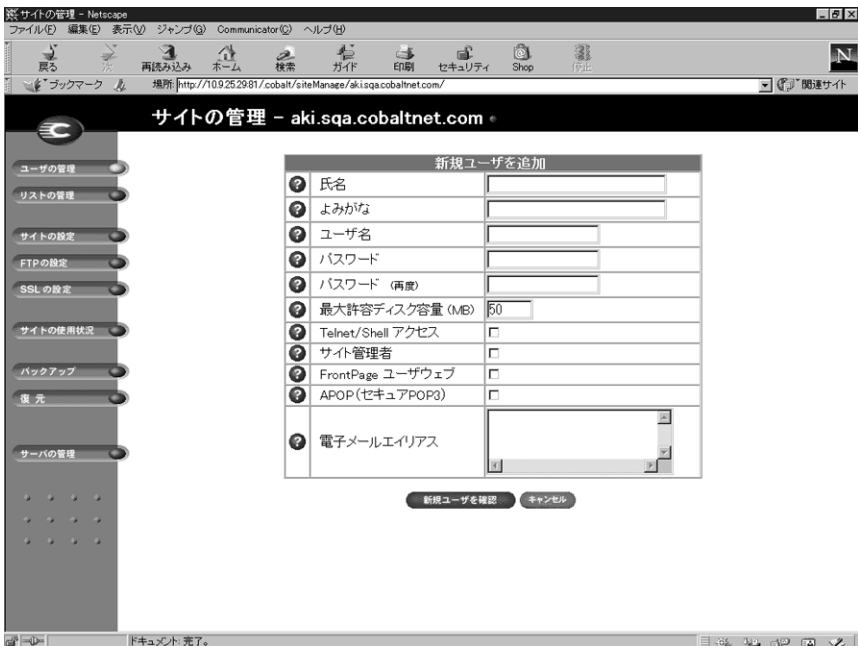 サイトの管理 - Netscape
ファイル(F) 編集(E) 表示(V) ジャンプ(G) Communicator(C) ヘルプ(H)
戻る 次 再読み込み ホーム 検索 ガイド 印刷 セキュリティ Shop 停止
ブックマーク 場所: http://10.9.25.29:81/.cobalt/siteManage/aki.sqa.cobaltnet.com/ 関連サイト
サイトの管理 - aki.sqa.cobaltnet.com
ユーザの管理
リストの管理
サイトの設定
FTPの設定
SSLの設定
サイトの使用状況
バックアップ
復元
サーバの管理
新規ユーザを追加
氏名
よみがな
ユーザ名
パスワード
パスワード (再度)
最大許容ディスク容量 (MB) 50
Telnet/Shell アクセス
サイト管理者
FrontPage ユーザウェブ
APOP(セキュアPOP3)
電子メールエイリアス
新規ユーザを確認 キャンセル
ドキュメント: 完了。